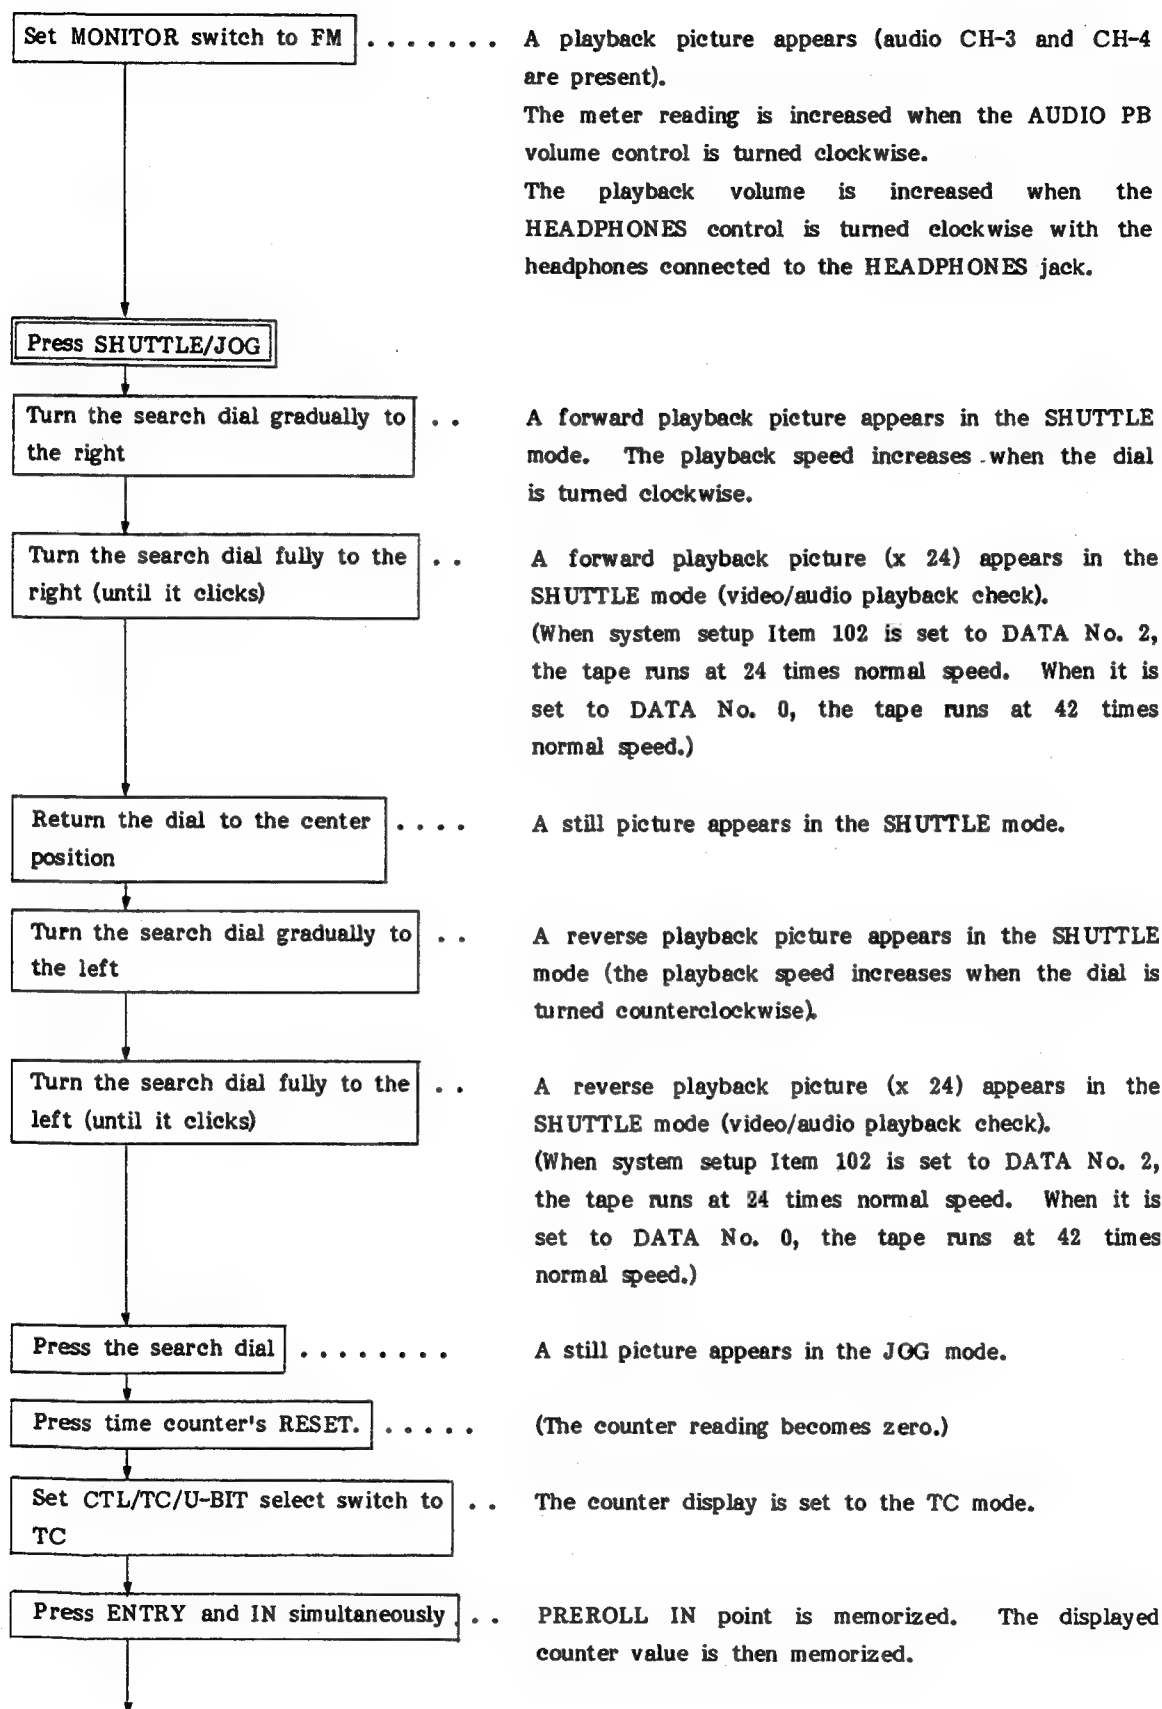 Set MONITOR switch to FM . . . . . . . A playback picture appears (audio CH-3 and CH-4
are present).
The meter reading is increased when the AUDIO PB
volume control is turned clockwise.
The playback volume is increased when the
HEADPHONES control is turned clockwise with the
headphones connected to the HEADPHONES jack.
Press SHUTTLE/JOG
Turn the search dial gradually to . .
the right
A forward playback picture appears in the SHUTTLE
mode. The playback speed increases when the dial
is turned clockwise.
Turn the search dial fully to the . .
right (until it clicks)
A forward playback picture (x 24) appears in the
SHUTTLE mode (video/audio playback check).
(When system setup Item 102 is set to DATA No. 2,
the tape runs at 24 times normal speed. When it is
set to DATA No. 0, the tape runs at 42 times
normal speed.)
Return the dial to the center . . . .
position
A still picture appears in the SHUTTLE mode.
Turn the search dial gradually to . .
the left
A reverse playback picture appears in the SHUTTLE
mode (the playback speed increases when the dial is
turned counterclockwise).
Turn the search dial fully to the . .
left (until it clicks)
A reverse playback picture (x 24) appears in the
SHUTTLE mode (video/audio playback check).
(When system setup Item 102 is set to DATA No. 2,
the tape runs at 24 times normal speed. When it is
set to DATA No. 0, the tape runs at 42 times
normal speed.)
Press the search dial . . . . . . . . A still picture appears in the JOG mode.
Press time counter's RESET. . . . . . (The counter reading becomes zero.)
Set CTL/TC/U-BIT select switch to . .
TC
The counter display is set to the TC mode.
Press ENTRY and IN simultaneously . . .
PREROLL IN point is memorized. The displayed
counter value is then memorized.